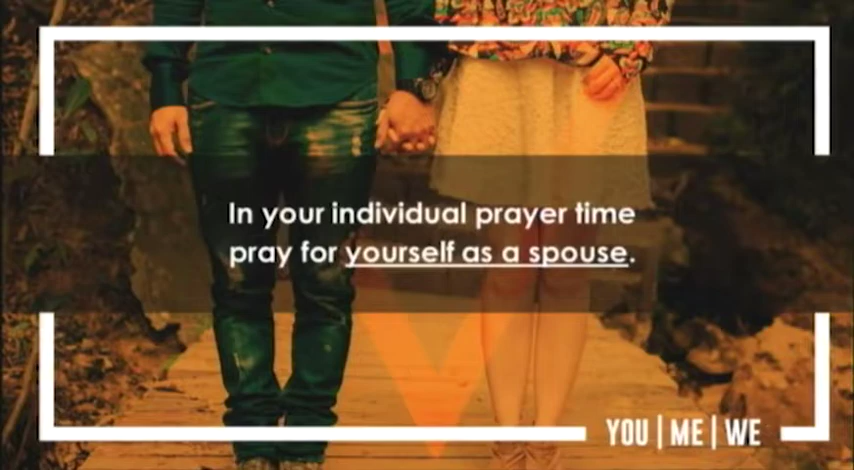 In your individual prayer time
pray for yourself as a spouse.
YOU | ME | WE